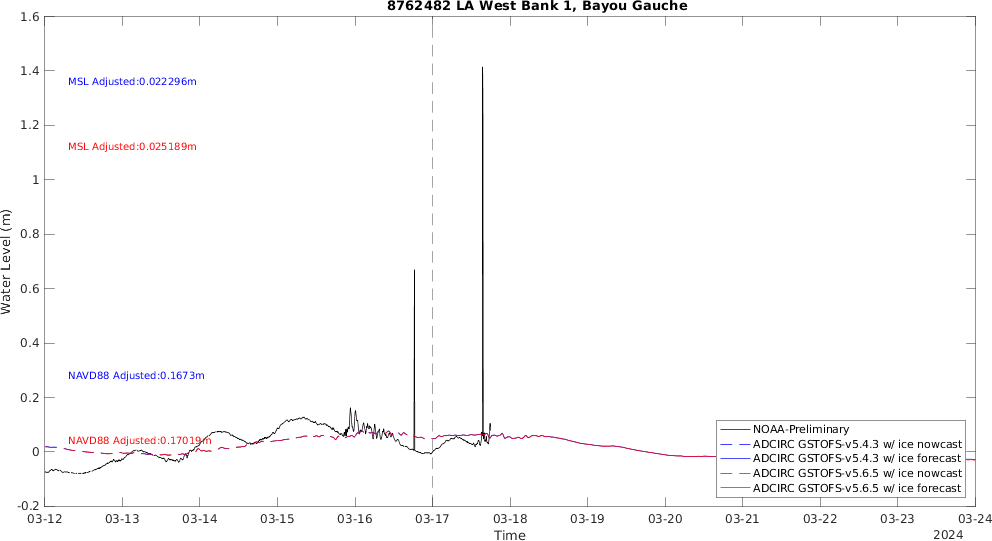 8762482 LA West Bank 1, Bayou Gauche
1.6
1.4
1.2
1
0.8
0.6
0.4
0.2
0
-0.2
Water Level (m)
MSL Adjusted:0.022296m
MSL Adjusted:0.025189m
NAVD88 Adjusted:0.1673m
NAVD88 Adjusted:0.17019m
NOAA-Preliminary
ADCIRC GSTOFS-v5.4.3 w/ ice nowcast
ADCIRC GSTOFS-v5.4.3 w/ ice forecast
ADCIRC GSTOFS-v5.6.5 w/ ice nowcast
ADCIRC GSTOFS-v5.6.5 w/ ice forecast
03-12 03-13 03-14 03-15 03-16 03-17 03-18 03-19 03-20 03-21 03-22 03-23 03-24
Time
2024